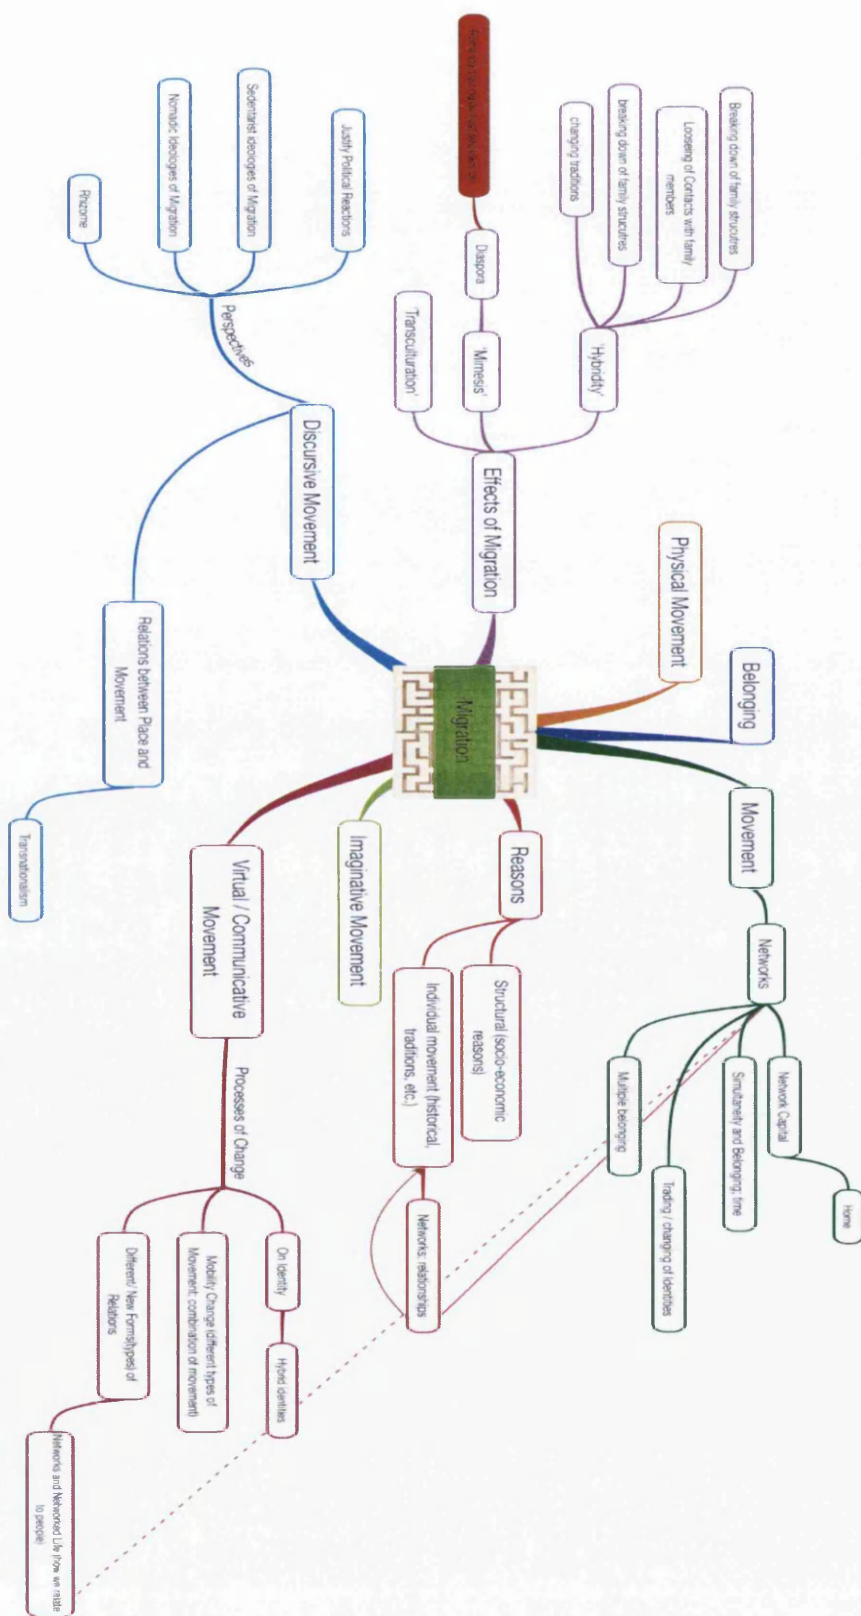 Migration
Belonging
Physical Movement
Movement
Networks
Network Capital
Home
Simultaneity and Belonging; time
Trading / changing of Identities
Multiple belonging
Reasons
Structural (socio-economic
reasons)
Individual movement (historical,
traditions, etc.)
Networks: relationships
Imaginative Movement
Virtual / Communicative
Movement
Processes of Change
On Identity
Hybrid identities
Mobility Change (different types of
Movement: combination of movement)
Different/ New Forms(types) of
Relations
Networks and Networked Life (how we relate
to people)
Effects of Migration
'Hybridity'
Breaking down of family strucutres
Looseing of Contacts with family
members
breaking down of family strucutres
changing traditions
'Mimesis'
Diaspora
'Transculturation'
Discursive Movement
Perspectives
Justify Political Reactions
Sedentarist ideologies of Migration
Nomadic Ideologies of Migration
Rhizome
Relations between Place and
Movement
Transnationalism